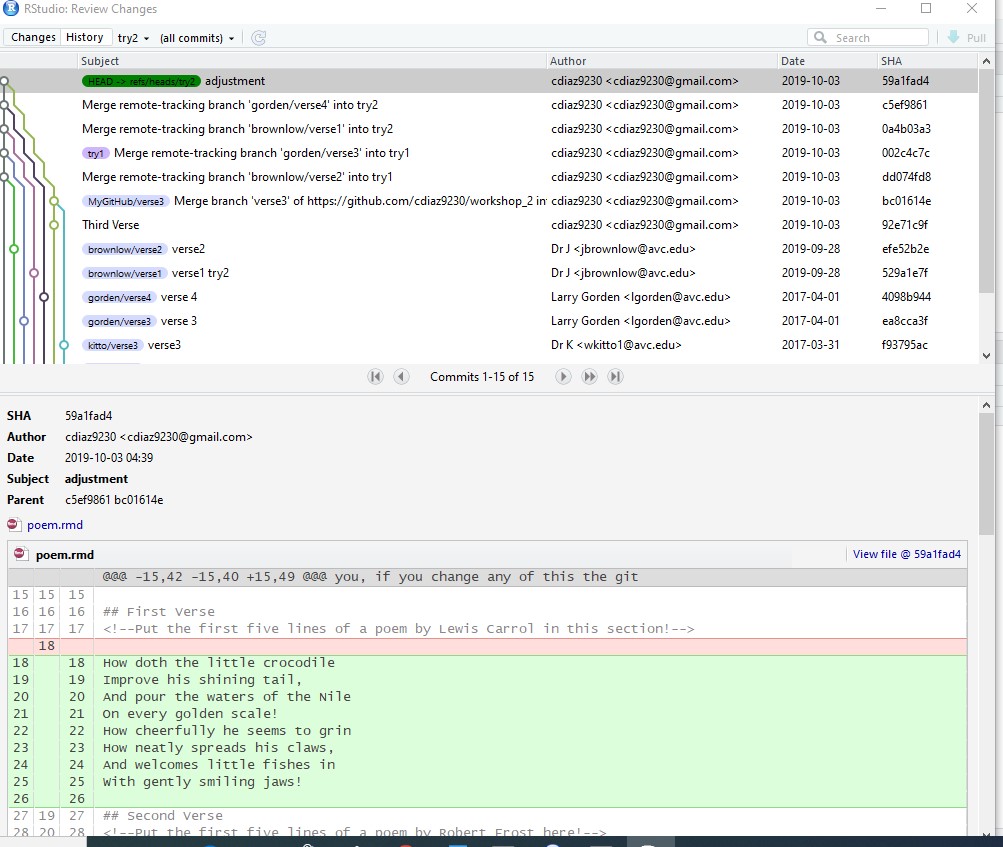 RStudio: Review Changes
Changes History try2 (all commits) Search Pull
Subject Author Date SHA
HEAD -> refs/heads/try2 adjustment cdiaz9230 <cdiaz9230@gmail.com> 2019-10-03 59a1fad4
Merge remote-tracking branch 'gorden/verse4' into try2 cdiaz9230 <cdiaz9230@gmail.com> 2019-10-03 c5ef9861
Merge remote-tracking branch 'brownlow/verse1' into try2 cdiaz9230 <cdiaz9230@gmail.com> 2019-10-03 0a4b03a3
try1 Merge remote-tracking branch 'gorden/verse3' into try1 cdiaz9230 <cdiaz9230@gmail.com> 2019-10-03 002c4c7c
Merge remote-tracking branch 'brownlow/verse2' into try1 cdiaz9230 <cdiaz9230@gmail.com> 2019-10-03 dd074fd8
MyGitHub/verse3 Merge branch 'verse3' of https://github.com/cdiaz9230/workshop_2 in cdiaz9230 <cdiaz9230@gmail.com> 2019-10-03 bc01614e
Third Verse cdiaz9230 <cdiaz9230@gmail.com> 2019-10-03 92e71c9f
brownlow/verse2 verse2 Dr J <jbrownlow@avc.edu> 2019-09-28 efe52b2e
brownlow/verse1 verse1 try2 Dr J <jbrownlow@avc.edu> 2019-09-28 529a1e7f
gorden/verse4 verse 4 Larry Gorden <lgorden@avc.edu> 2017-04-01 4098b944
gorden/verse3 verse 3 Larry Gorden <lgorden@avc.edu> 2017-04-01 ea8cca3f
kitto/verse3 verse3 Dr K <wkitto1@avc.edu> 2017-03-31 f93795ac
Commits 1-15 of 15
SHA 59a1fad4
Author cdiaz9230 <cdiaz9230@gmail.com>
Date 2019-10-03 04:39
Subject adjustment
Parent c5ef9861 bc01614e
poem.rmd
poem.rmd View file @ 59a1fad4
@@@ -15,42 -15,40 +15,49 @@@ you, if you change any of this the git
15 15 15
16 16 16 ## First Verse
17 17 17 <!--Put the first five lines of a poem by Lewis Carrol in this section!-->
18
18 18 How doth the little crocodile
19 19 Improve his shining tail,
20 20 And pour the waters of the Nile
21 21 On every golden scale!
22 22 How cheerfully he seems to grin
23 23 How neatly spreads his claws,
24 24 And welcomes little fishes in
25 25 With gently smiling jaws!
26 26
27 19 27 ## Second Verse
28 20 28 <!--Put the first five lines of a poem by Robert Frost here!-->